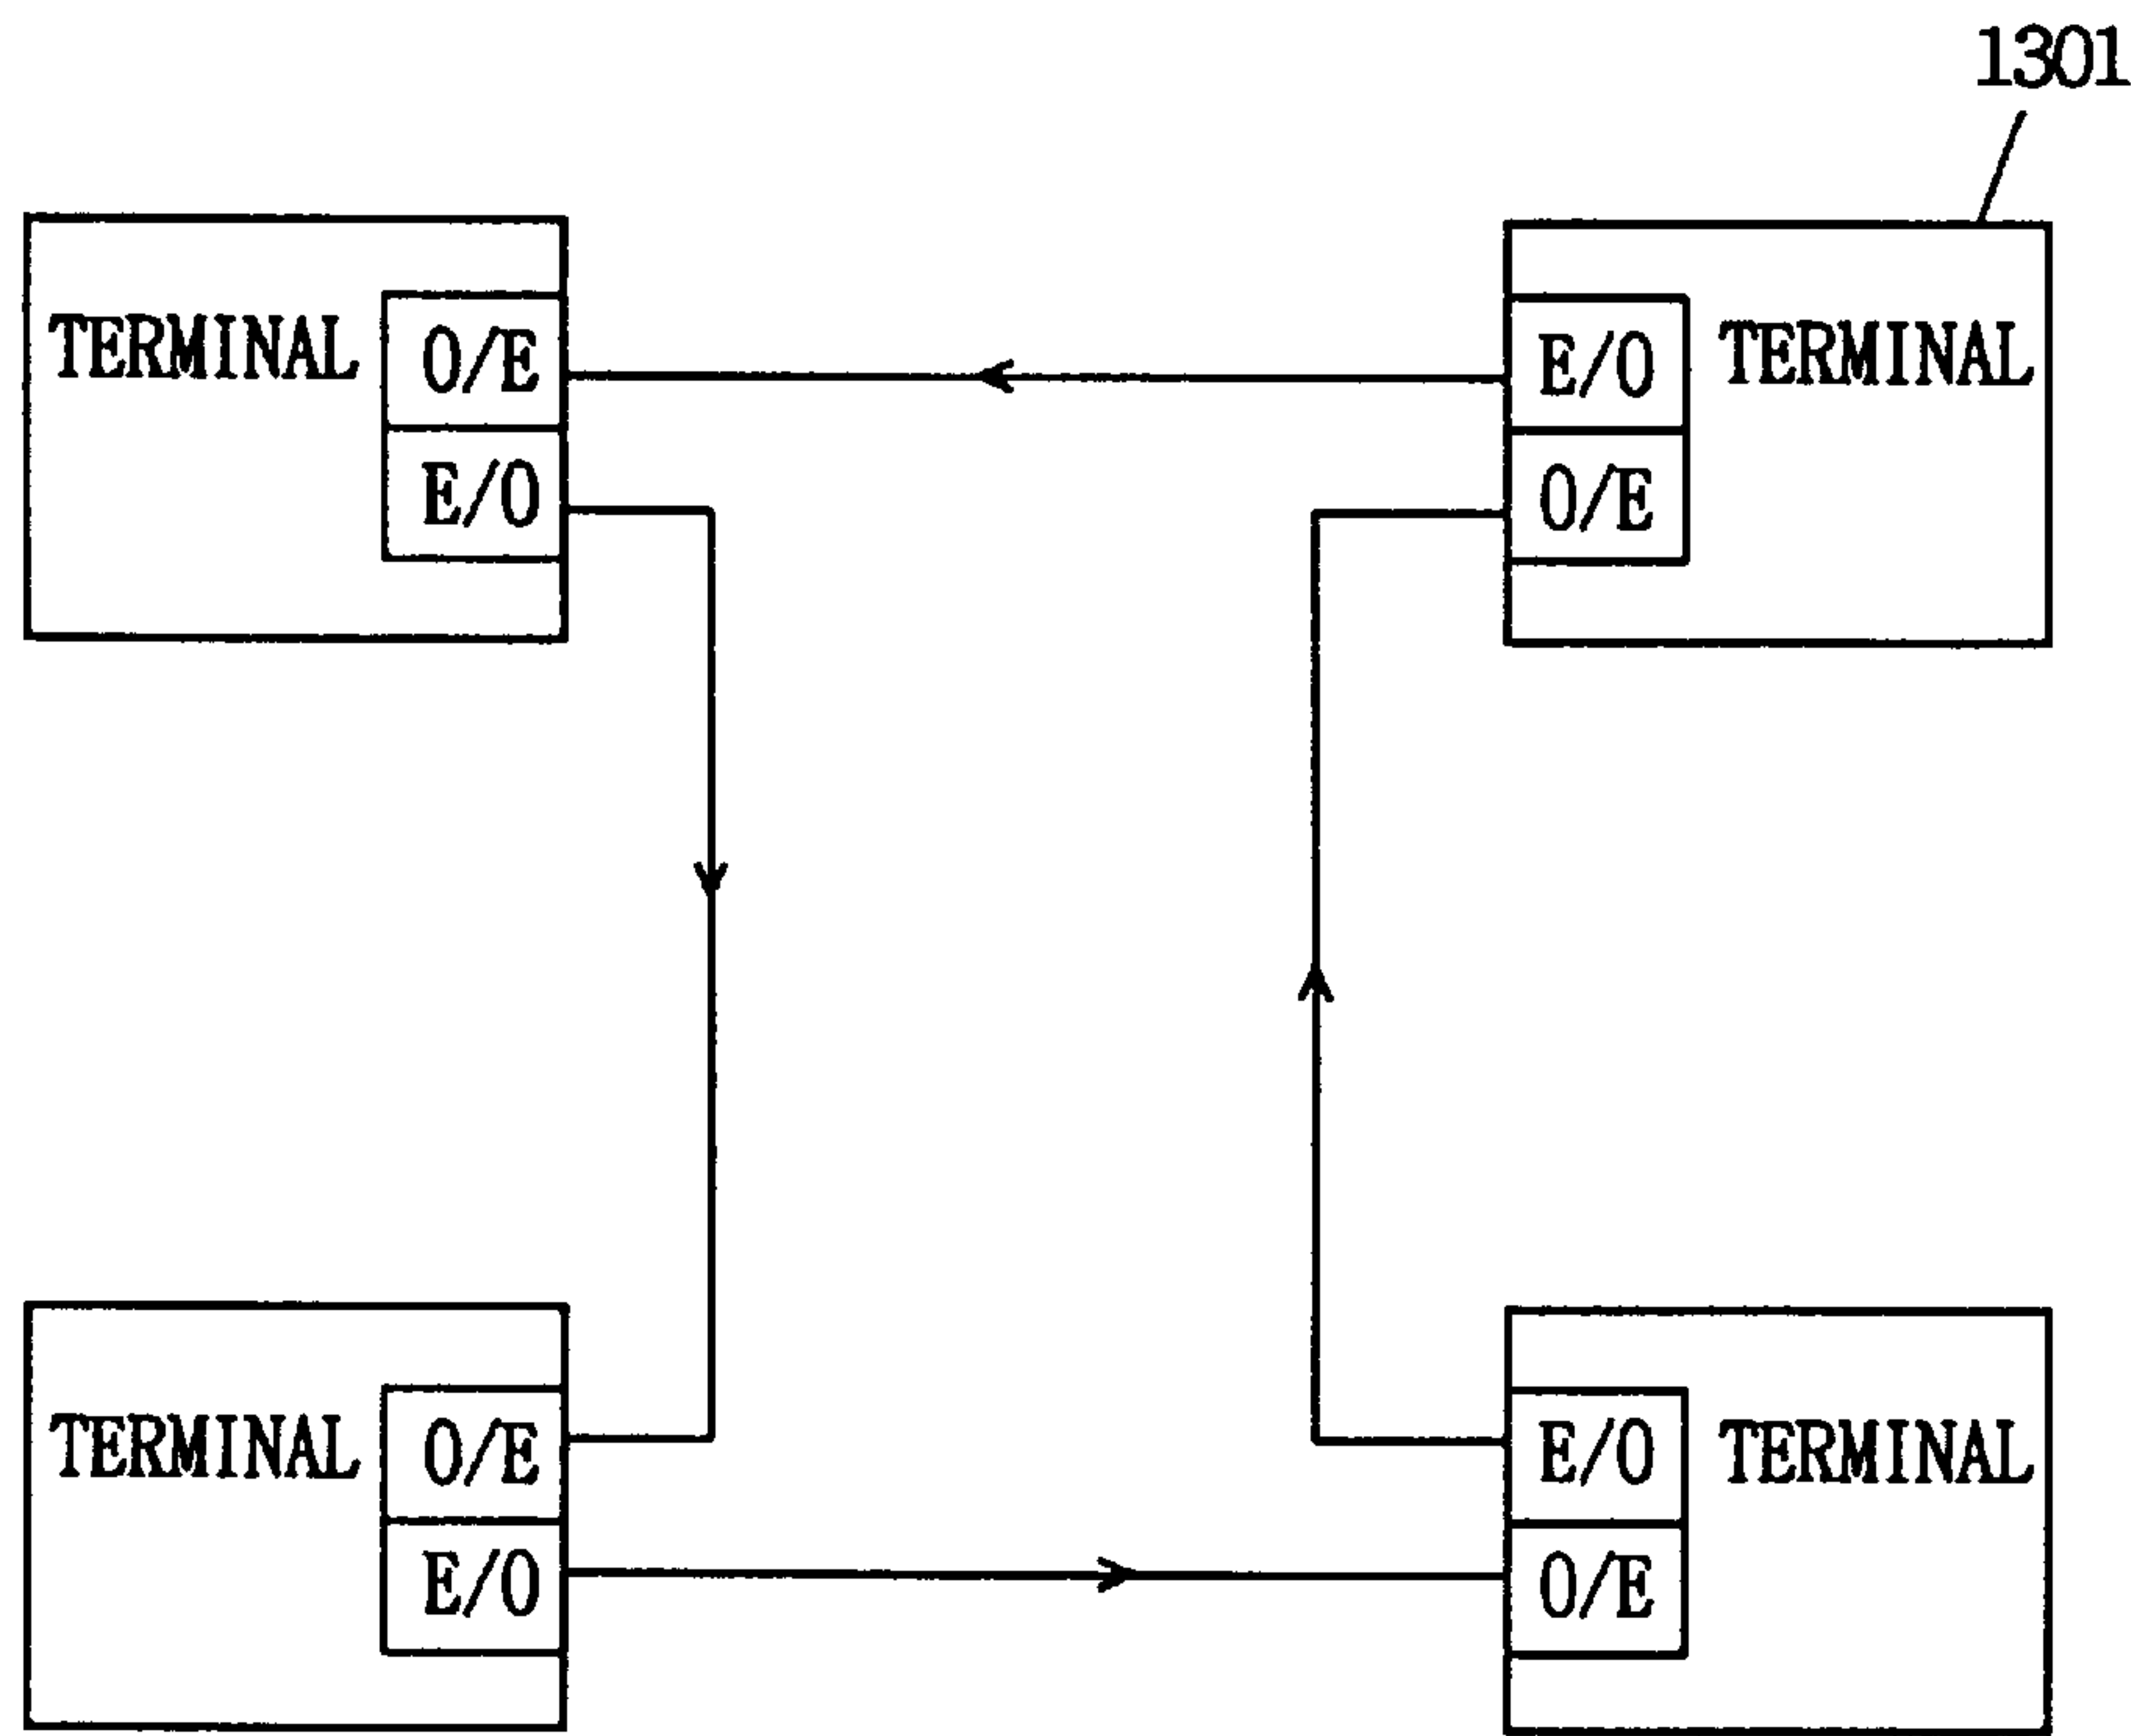 1301
TERMINAL
O/E
E/O
E/O
O/E
TERMINAL
TERMINAL
O/E
E/O
E/O
O/E
TERMINAL